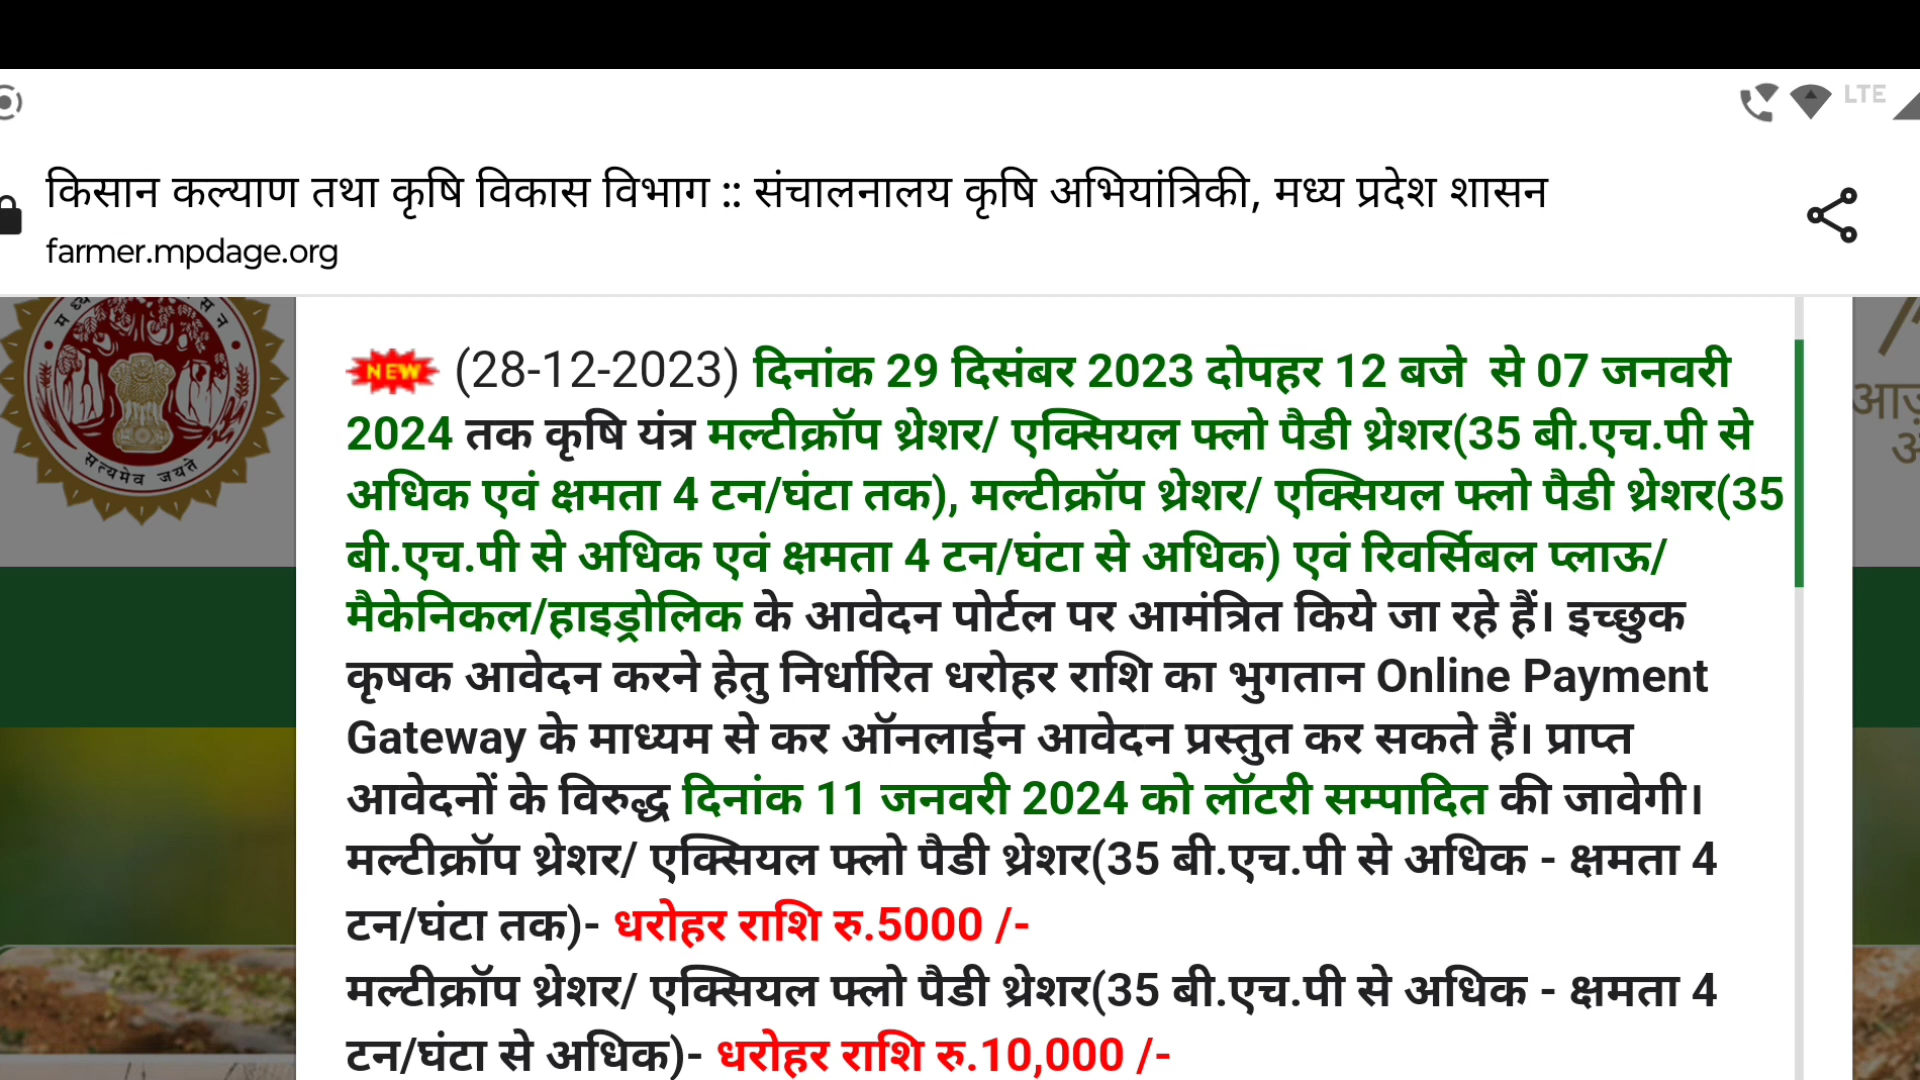 LTE
किसान कल्याण तथा कृषि विकास विभाग :: संचालनालय कृषि अभियांत्रिकी, मध्य प्रदेश शासन
farmer.mpdage.org
सत्यमेव जयते
NEW (28-12-2023) दिनांक 29 दिसंबर 2023 दोपहर 12 बजे से 07 जनवरी
2024 तक कृषि यंत्र मल्टीक्रॉप थ्रेशर/ एक्सियल फ्लो पैडी थ्रेशर(35 बी.एच.पी से
अधिक एवं क्षमता 4 टन/घंटा तक), मल्टीक्रॉप थ्रेशर/ एक्सियल फ्लो पैडी थ्रेशर(35
बी.एच.पी से अधिक एवं क्षमता 4 टन/घंटा से अधिक) एवं रिवर्सिबल प्लाऊ/
मैकेनिकल/हाइड्रोलिक के आवेदन पोर्टल पर आमंत्रित किये जा रहे हैं। इच्छुक
कृषक आवेदन करने हेतु निर्धारित धरोहर राशि का भुगतान Online Payment
Gateway के माध्यम से कर ऑनलाईन आवेदन प्रस्तुत कर सकते हैं। प्राप्त
आवेदनों के विरुद्ध दिनांक 11 जनवरी 2024 को लॉटरी सम्पादित की जावेगी।
मल्टीक्रॉप थ्रेशर/ एक्सियल फ्लो पैडी थ्रेशर(35 बी.एच.पी से अधिक - क्षमता 4
टन/घंटा तक)- धरोहर राशि रु.5000 /-
मल्टीक्रॉप थ्रेशर/ एक्सियल फ्लो पैडी थ्रेशर(35 बी.एच.पी से अधिक - क्षमता 4
टन/घंटा से अधिक)- धरोहर राशि रु.10,000 /-